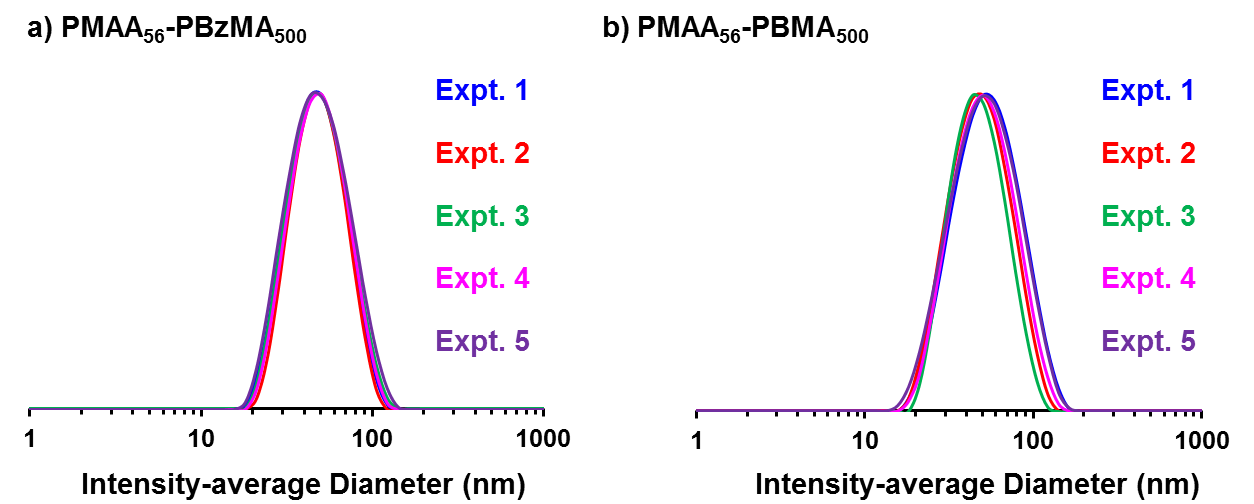 a) PMAA56-PBzMA500
Expt. 1
Expt. 2
Expt. 3
Expt. 4
Expt. 5
1 10 100 1000
Intensity-average Diameter (nm)
b) PMAA56-PBMA500
Expt. 1
Expt. 2
Expt. 3
Expt. 4
Expt. 5
1 10 100 1000
Intensity-average Diameter (nm)